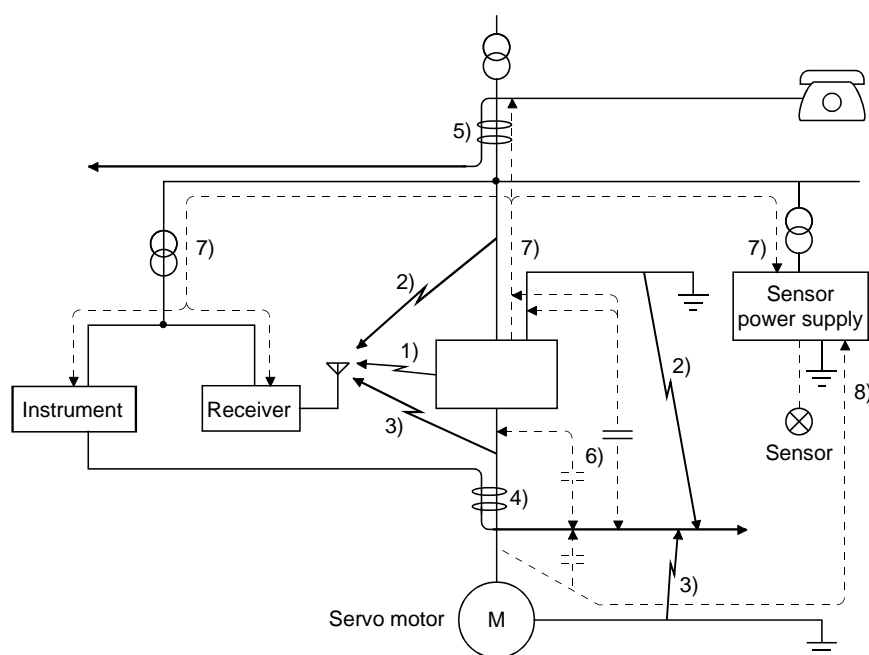 5)
7)
7)
7)
2)
Sensor
power supply
1)
2)
Instrument
Receiver
3)
8)
6)
Sensor
4)
3)
Servo motor
M